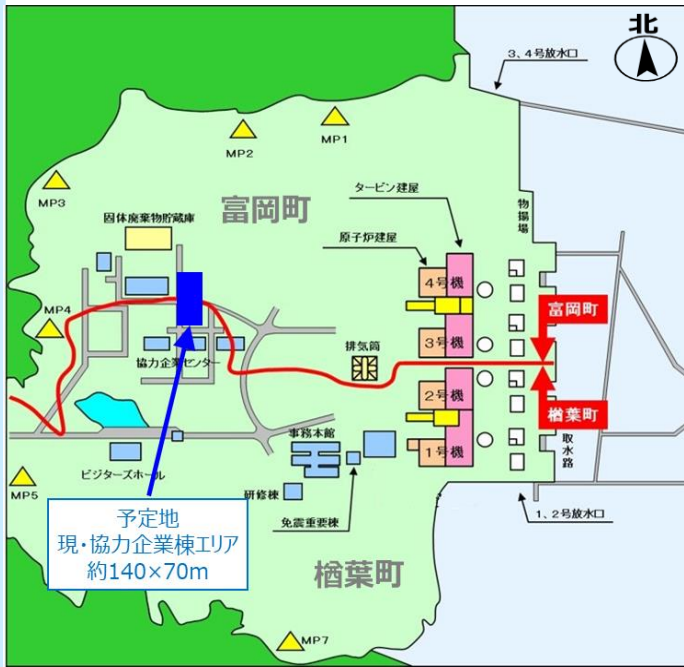 北
3、4号放水口
MP1
MP2
MP3
タービン建屋
物揚場
固体廃棄物貯蔵庫
富岡町
原子炉建屋
4号機
富岡町
MP4
3号機
排気筒
協力企業センター
2号機
楢葉町
事務本館
1号機
取水路
ビジターズホール
MP5
研修棟
免震重要棟
1、2号放水口
予定地
現・協力企業棟エリア
約140×70m
楢葉町
MP7